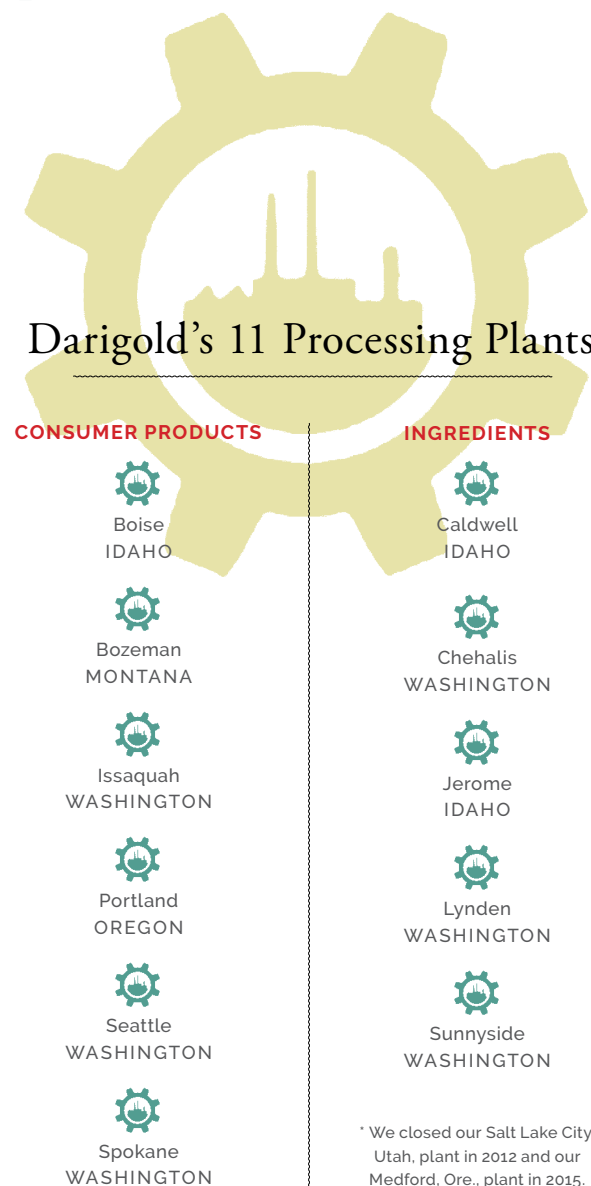 Darigold's 11 Processing Plants
CONSUMER PRODUCTS
Boise
IDAHO
Bozeman
MONTANA
Issaquah
WASHINGTON
Portland
OREGON
Seattle
WASHINGTON
Spokane
WASHINGTON
INGREDIENTS
Caldwell
IDAHO
Chehalis
WASHINGTON
Jerome
IDAHO
Lynden
WASHINGTON
Sunnyside
WASHINGTON
* We closed our Salt Lake City
Utah, plant in 2012 and our
Medford, Ore., plant in 2015.